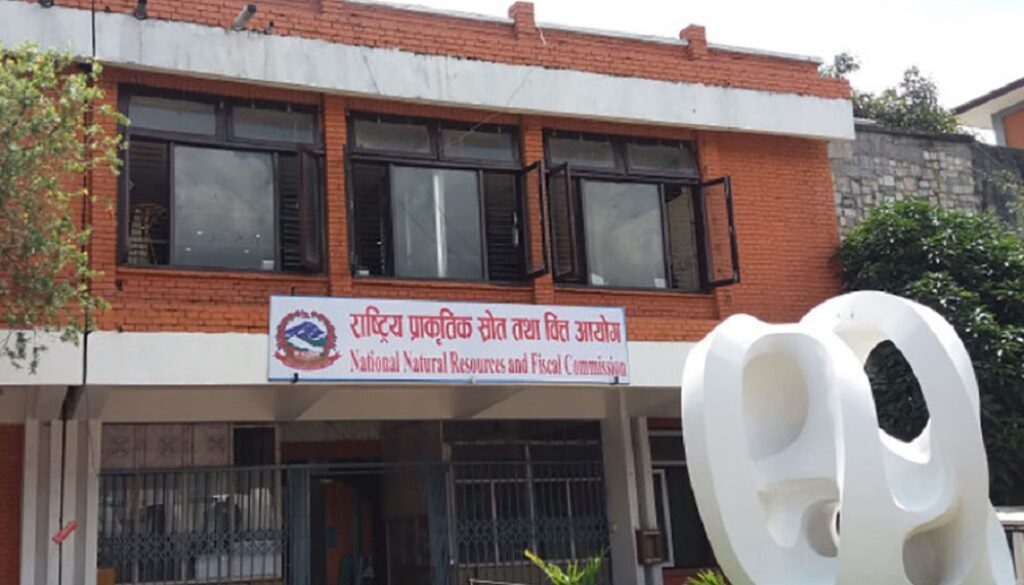 राष्ट्रिय प्राकृतिक स्रोत तथा वित्त आयोग
National Natural Resources and Fiscal Commission